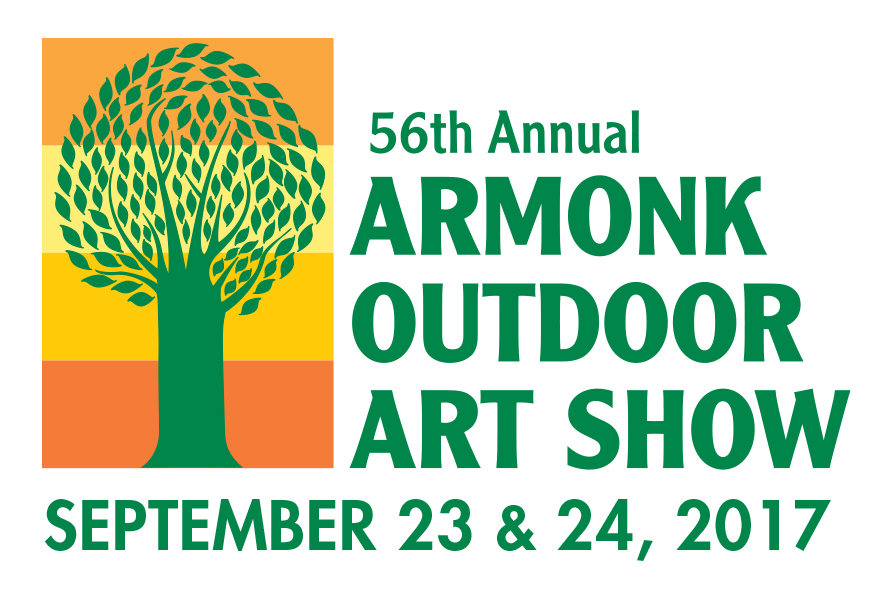 56th Annual
ARMONK
OUTDOOR
ART SHOW
SEPTEMBER 23 & 24, 2017